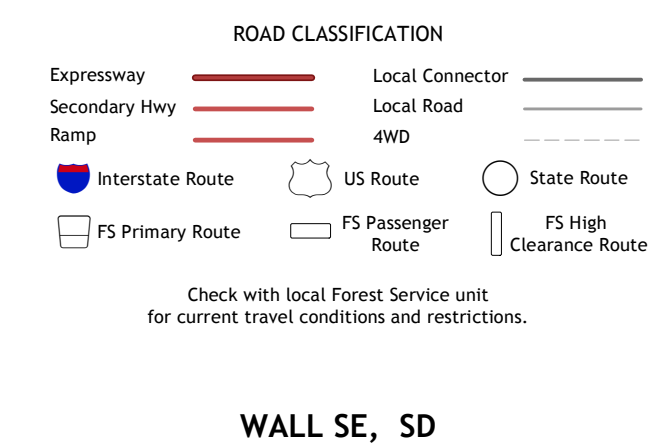 ROAD CLASSIFICATION
Expressway
Local Connector
Secondary Hwy
Local Road
Ramp
4WD
Interstate Route
US Route
State Route
FS Primary Route
FS Passenger
Route
FS High
Clearance Route
Check with local Forest Service unit
for current travel conditions and restrictions.
WALL SE, SD